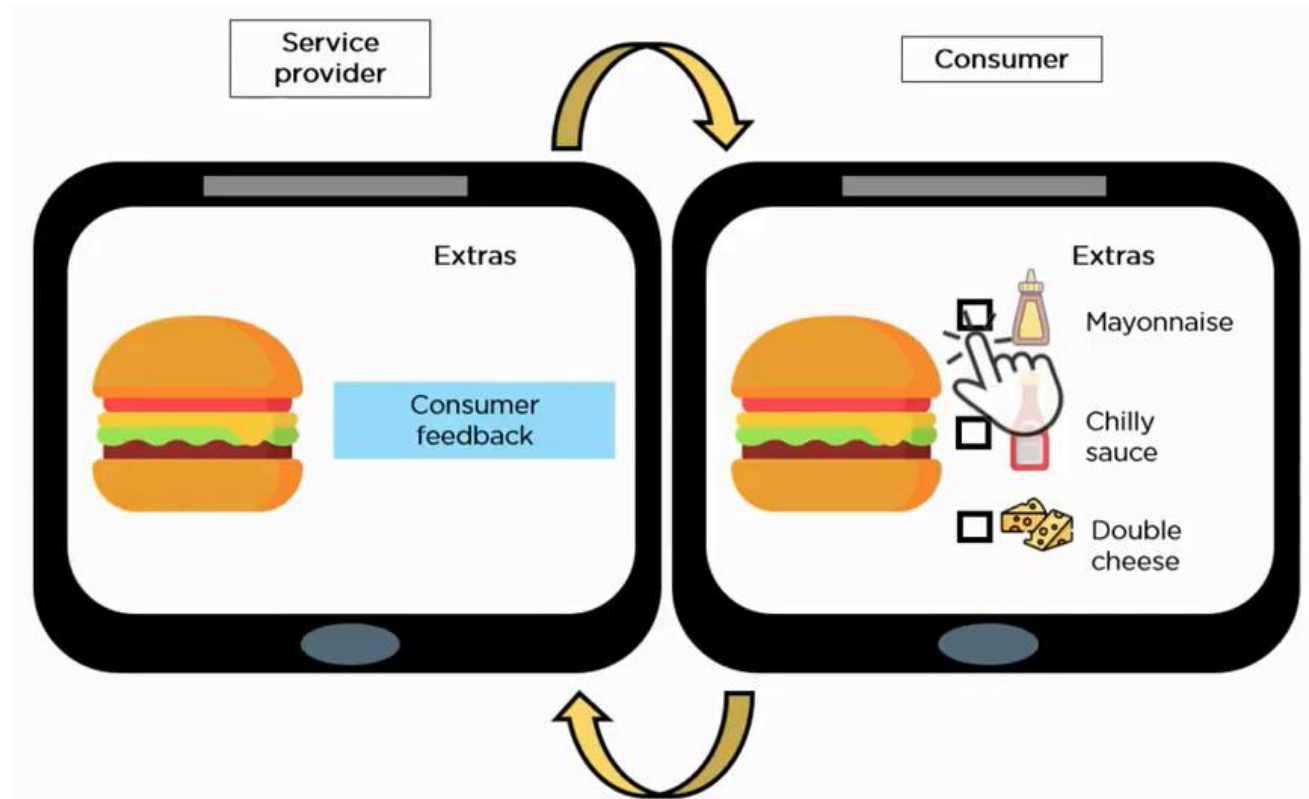 Service
provider
Consumer
Extras
Consumer
feedback
Extras
Mayonnaise
Chilly
sauce
Double
cheese